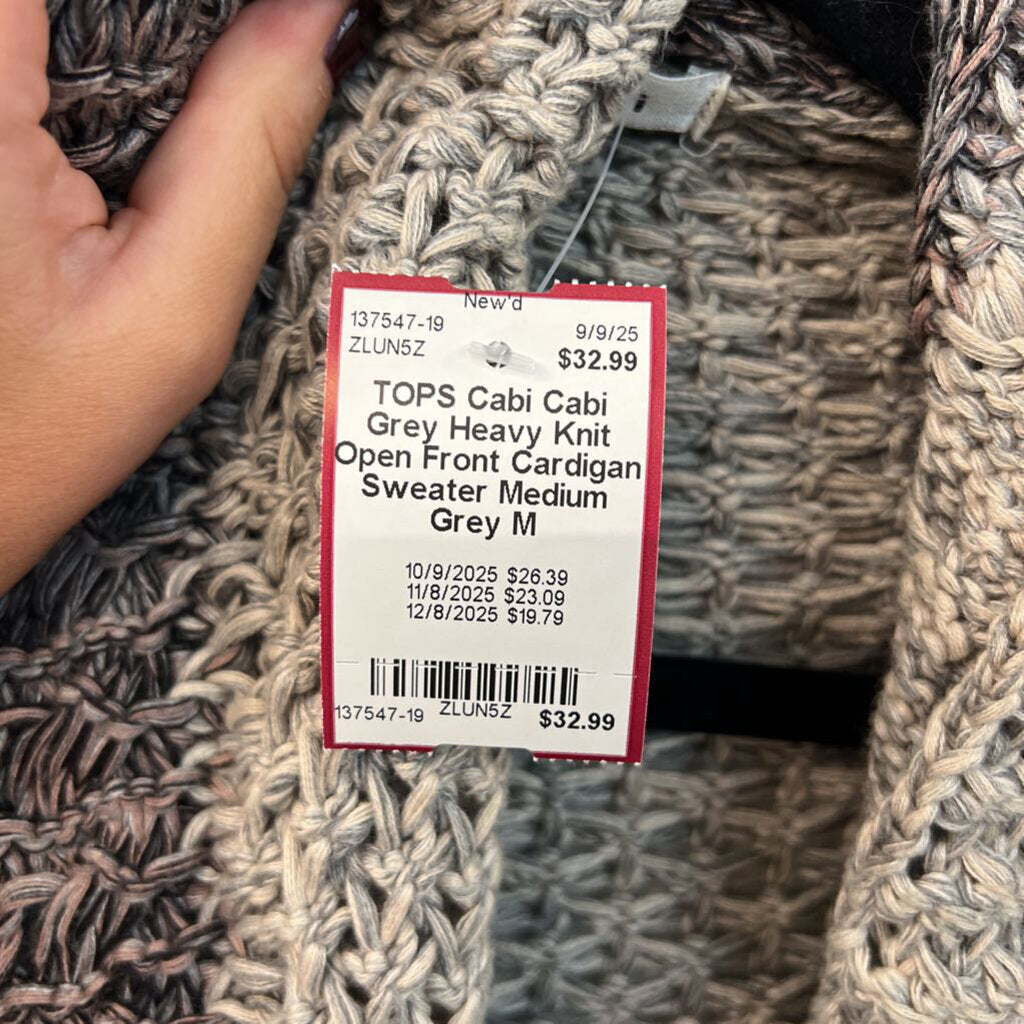 New'd
137547-19 9/9/25
ZLUN5Z $32.99
TOPS Cabi Cabi
Grey Heavy Knit
Open Front Cardigan
Sweater Medium
Grey M
10/9/2025 $26.39
11/8/2025 $23.09
12/8/2025 $19.79
137547-19 ZLUN5Z $32.99